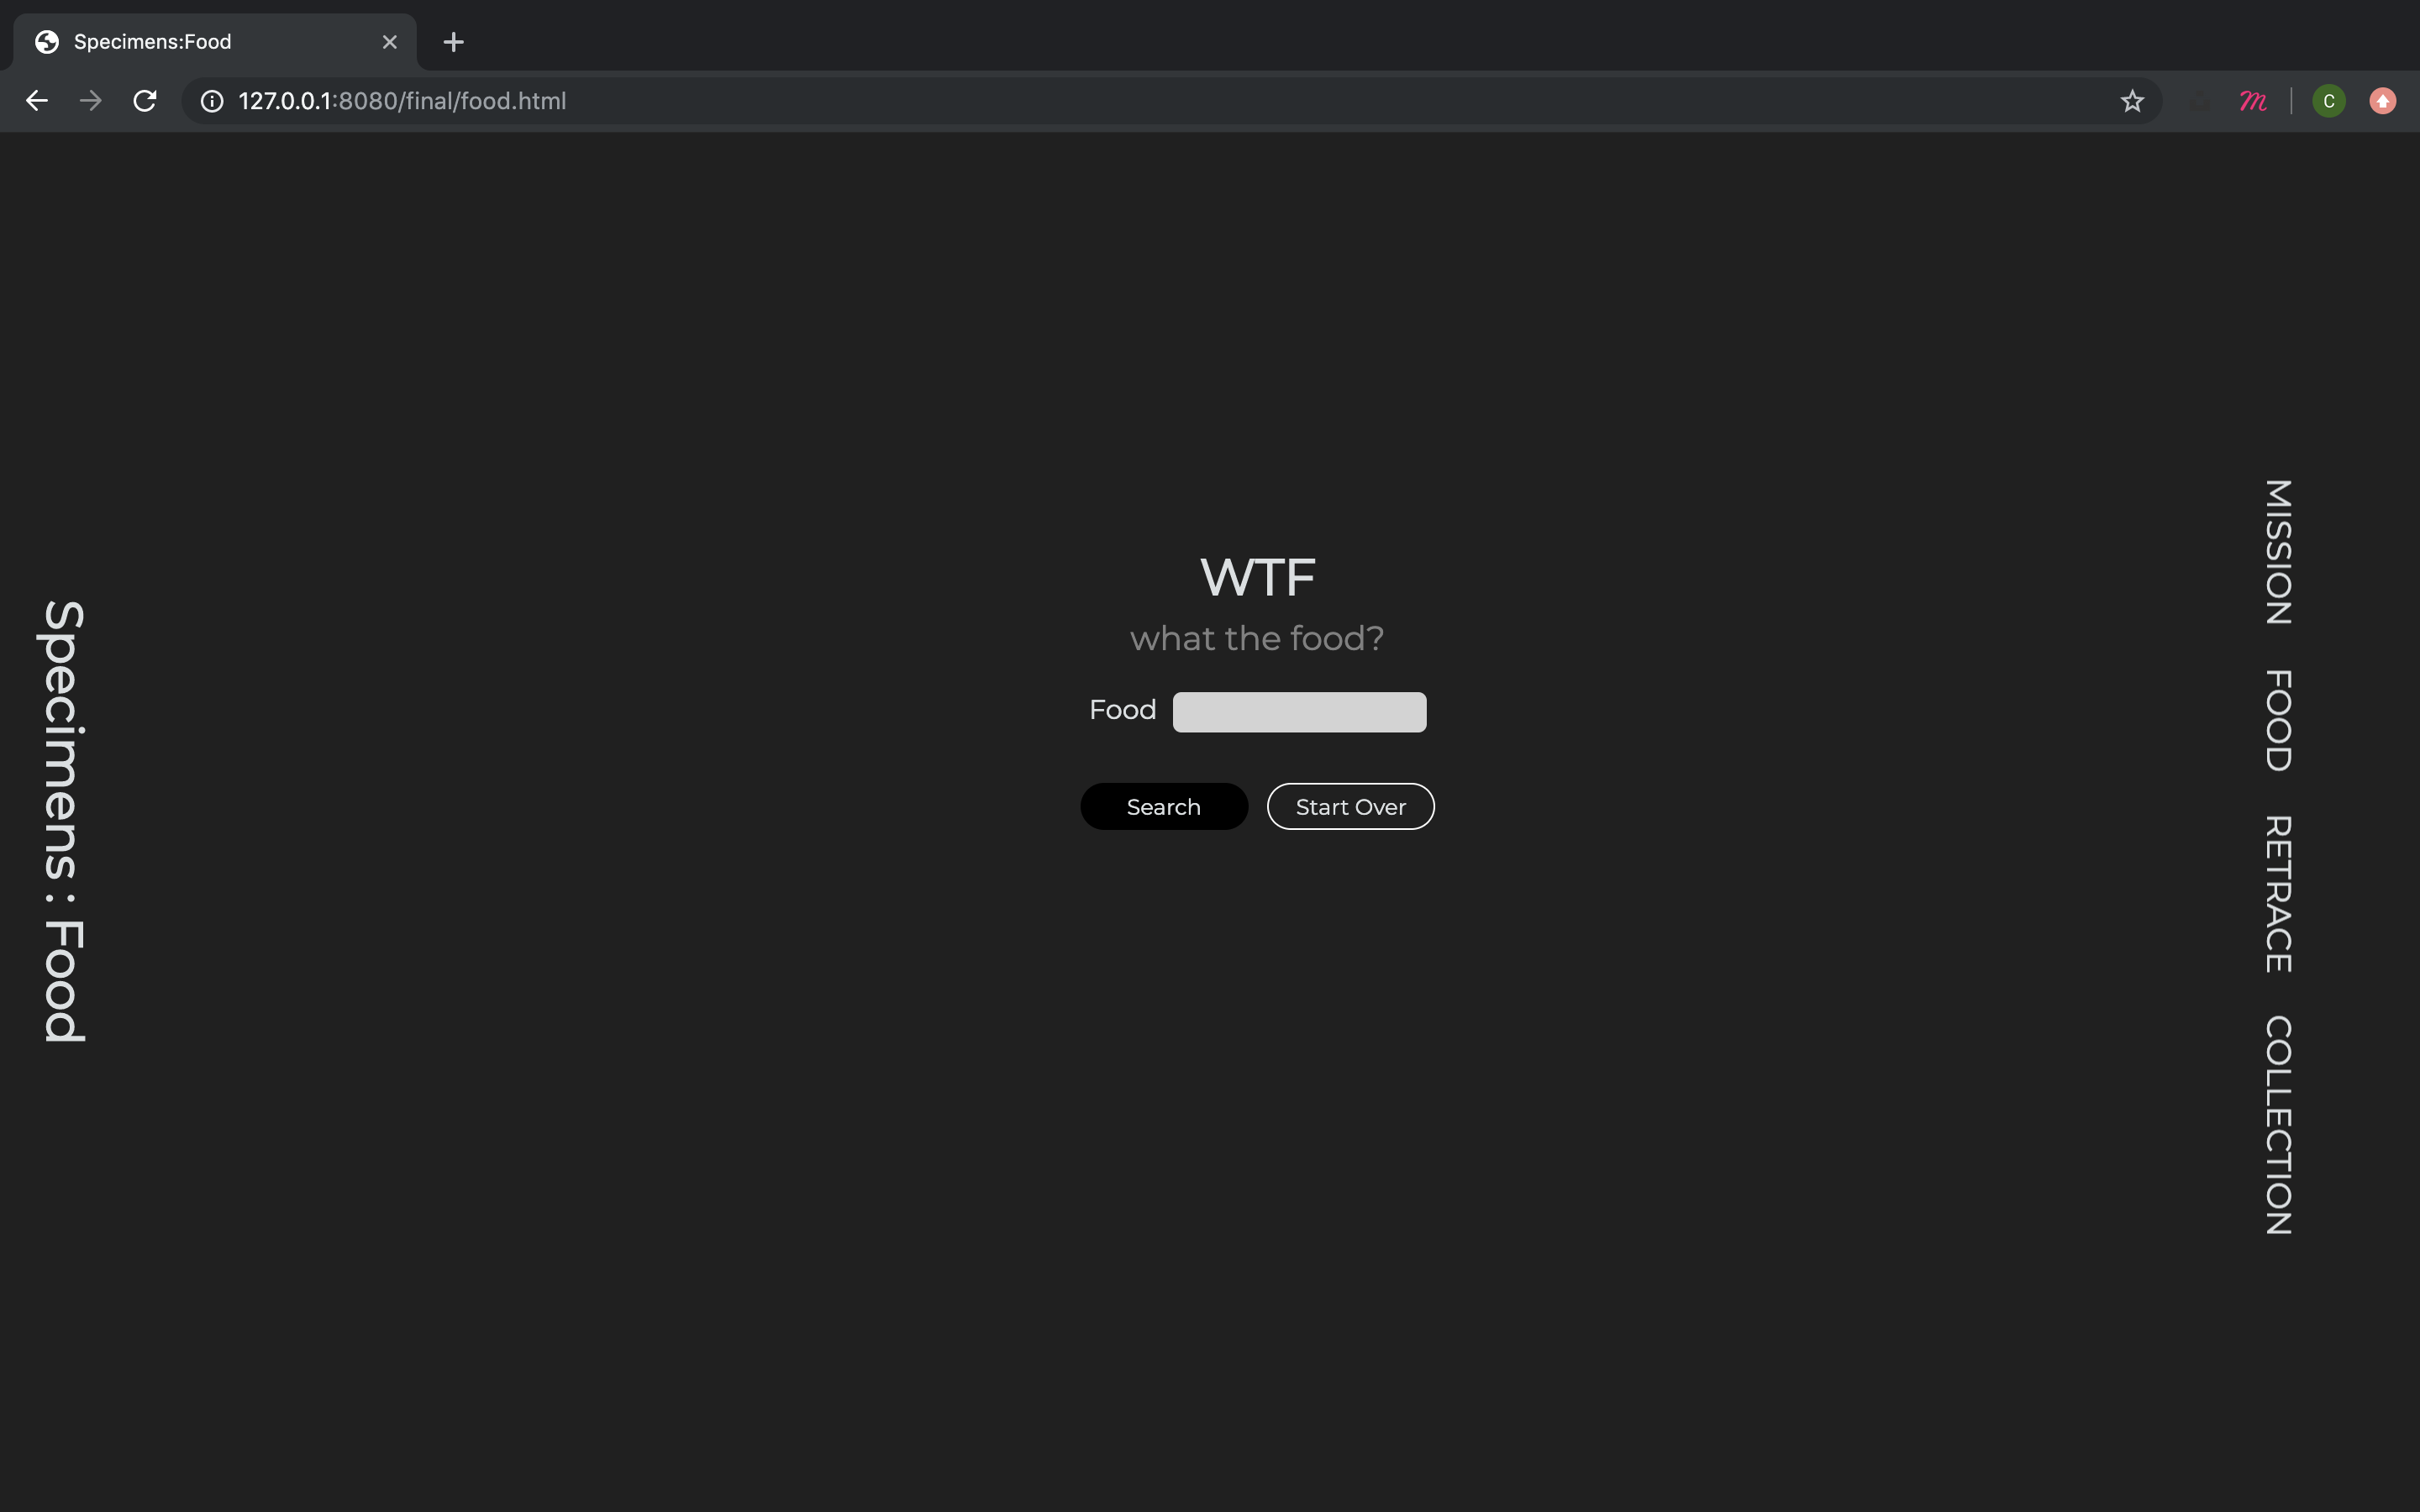 Specimens:Food
127.0.0.1:8080/final/food.html
C
Specimens : Food
WTF
what the food?
Food
Search
Start Over
MISSION
FOOD
RETRACE
COLLECTION